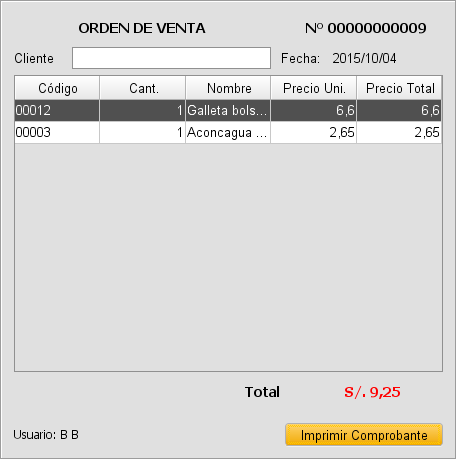 ORDEN DE VENTA Nº 00000000009
Cliente Fecha: 2015/10/04
Código Cant. Nombre Precio Uni. Precio Total
00012 1 Galleta bols... 6,6 6,6
00003 1 Aconcagua ... 2,65 2,65
Total S/. 9,25
Usuario: B B Imprimir Comprobante